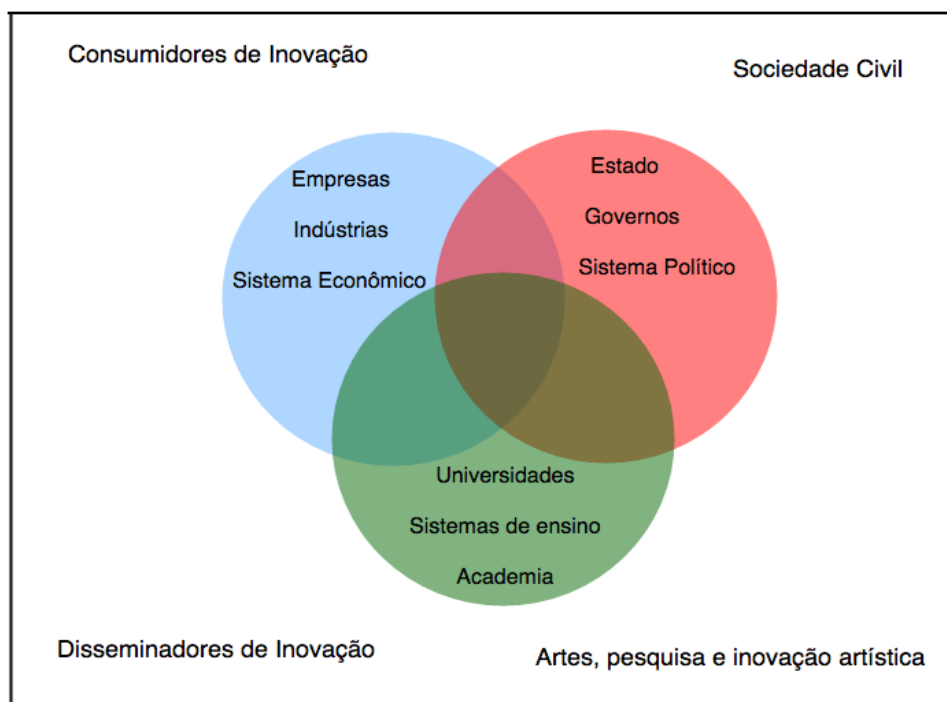 Consumidores de Inovação
Sociedade Civil
Empresas
Indústrias
Sistema Econômico
Estado
Governos
Sistema Político
Universidades
Sistemas de ensino
Academia
Disseminadores de Inovação
Artes, pesquisa e inovação artística